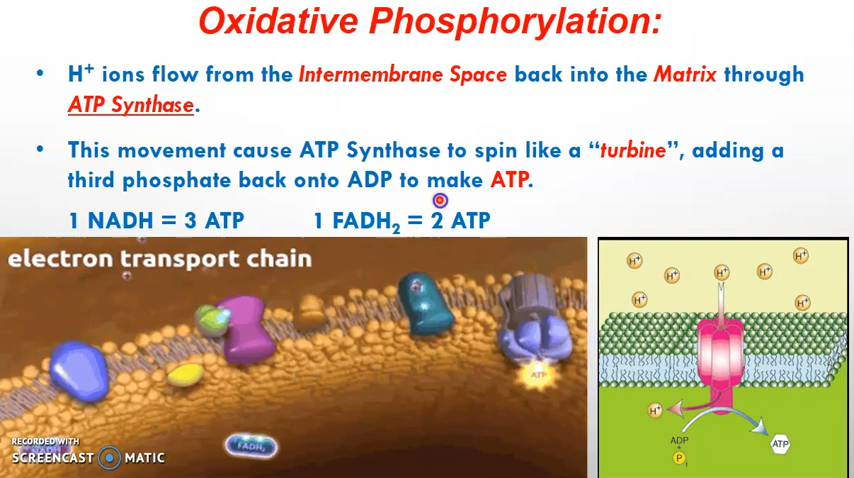 Oxidative Phosphorylation:
• H⁺ ions flow from the Intermembrane Space back into the Matrix through
ATP Synthase.
• This movement cause ATP Synthase to spin like a “turbine”, adding a
third phosphate back onto ADP to make ATP.
1 NADH = 3 ATP 1 FADH₂ = 2 ATP
electron transport chain
ATP
FADH₂
RECORDED WITH
SCREENCAST MATIC
H⁺
H⁺
H⁺
H⁺
H⁺
H⁺
H⁺
H⁺
ADP
+
P i
ATP